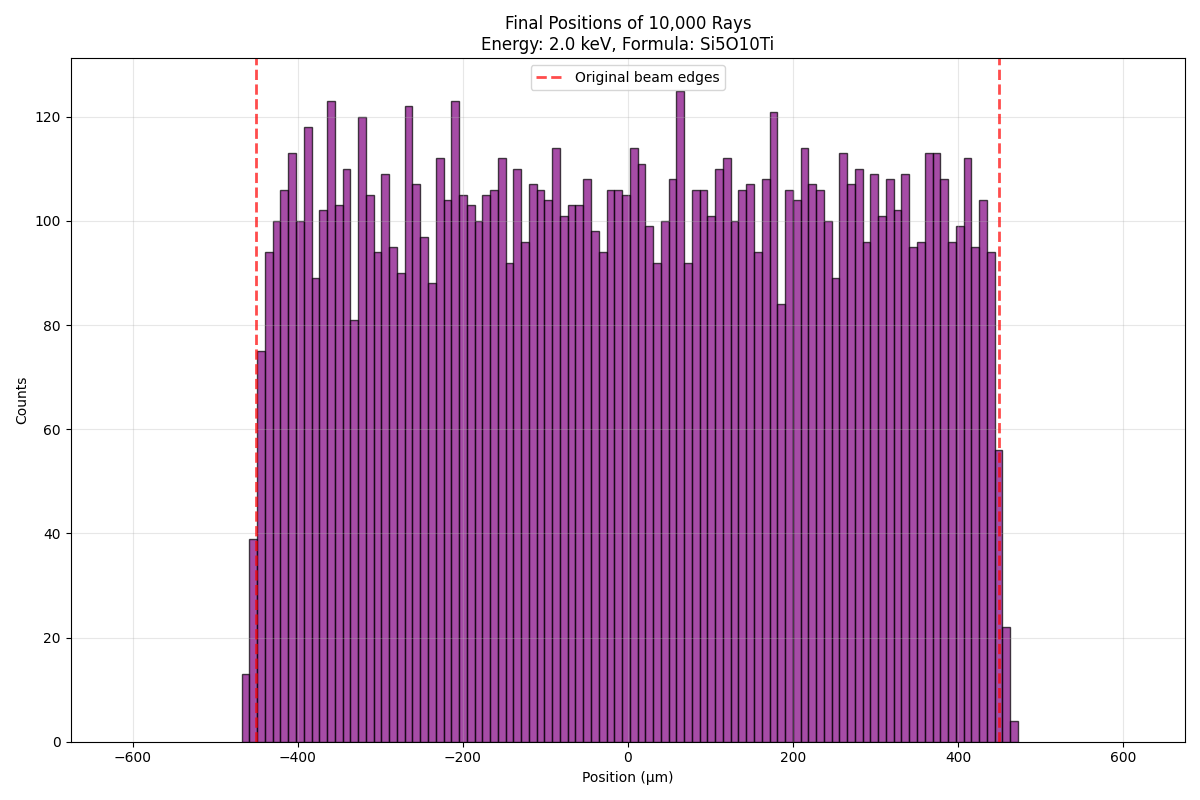 Final Positions of 10,000 Rays
Energy: 2.0 keV, Formula: Si5O10Ti
Original beam edges
Counts
120
100
80
60
40
20
0
−600
−400
−200
0
200
400
600
Position (μm)